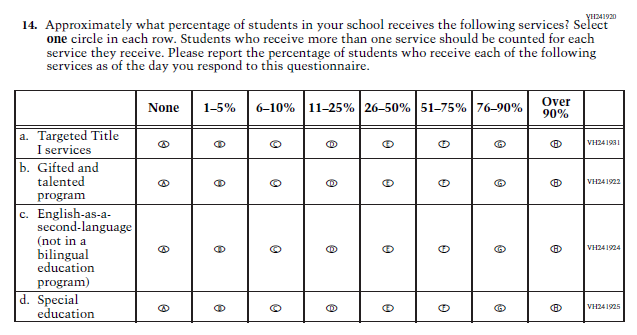 VH241920
14. Approximately what percentage of students in your school receives the following services? Select
one circle in each row. Students who receive more than one service should be counted for each
service they receive. Please report the percentage of students who receive each of the following
services as of the day you respond to this questionnaire.
None 1–5% 6–10% 11–25% 26–50% 51–75% 76–90% Over 90%
a. Targeted Title
I services
A B C D E F G H VH241931
b. Gifted and
talented
program
A B C D E F G H VH241922
c. English-as-a-
second-language
(not in a
bilingual
education
program)
A B C D E F G H VH241924
d. Special
education
A B C D E F G H VH241925